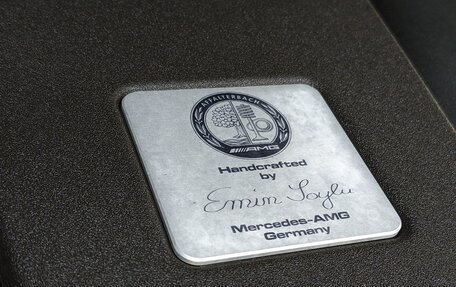 AFFALTERBACH
AMG
Handcrafted
by
Emin Soylu
Mercedes-AMG
Germany